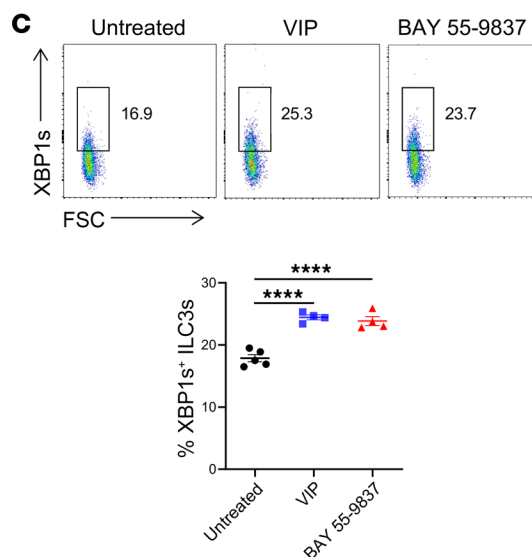 C
Untreated VIP BAY 55-9837
XBP1s
16.9 25.3 23.7
FSC
****
****
% XBP1s⁺ ILC3s
30
20
10
0
Untreated VIP BAY 55-9837